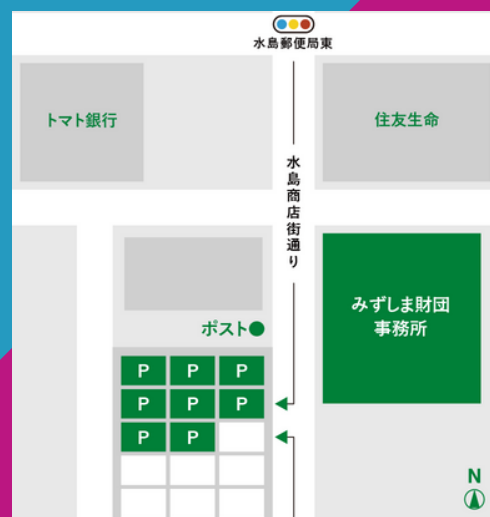 水島郵便局東
トマト銀行
住友生命
水島商店街通り
みずしま財団
事務所
ポスト
P P P
P P P
P P
N